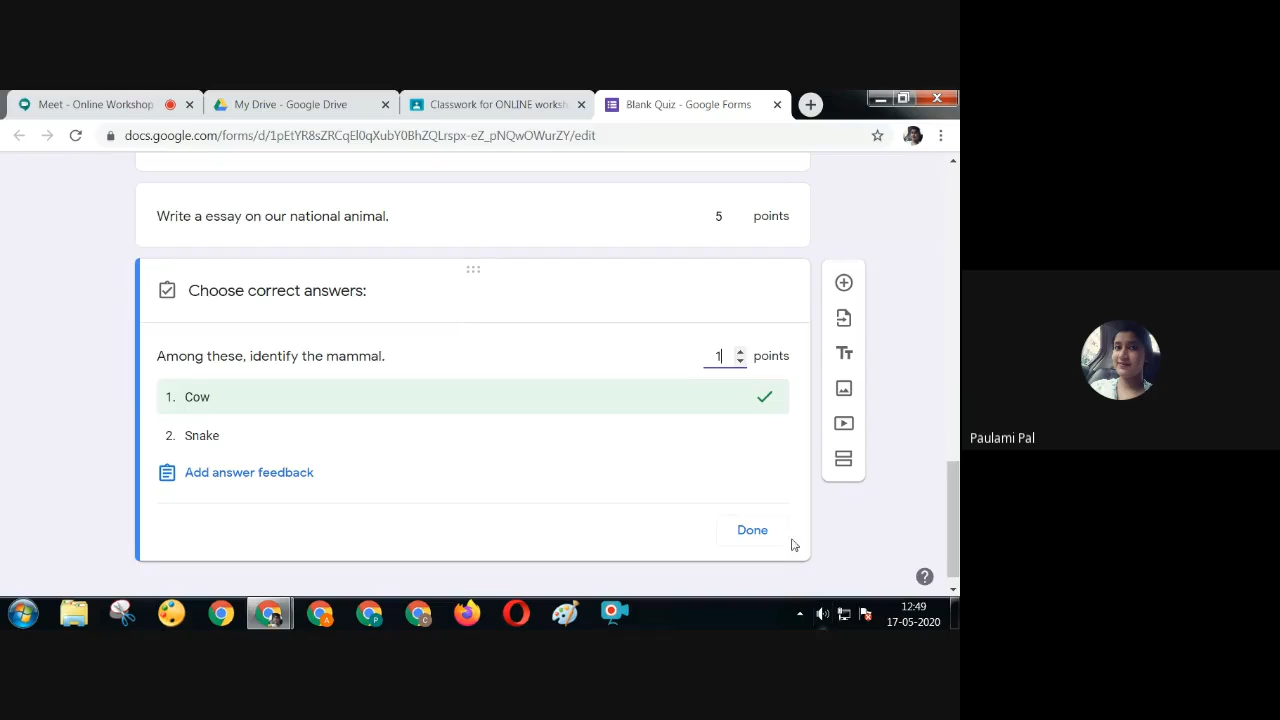 Meet - Online Workshop
My Drive - Google Drive
Classwork for ONLINE worksh
Blank Quiz - Google Forms
docs.google.com/forms/d/1pEtYR8sZRCqEl0qXubY0BhZQLrspx-eZ_pNQwOWurZY/edit
Write a essay on our national animal.
5 points
Choose correct answers:
Among these, identify the mammal.
1 points
1. Cow
2. Snake
Add answer feedback
Done
Tt
Paulami Pal
12:49
17-05-2020